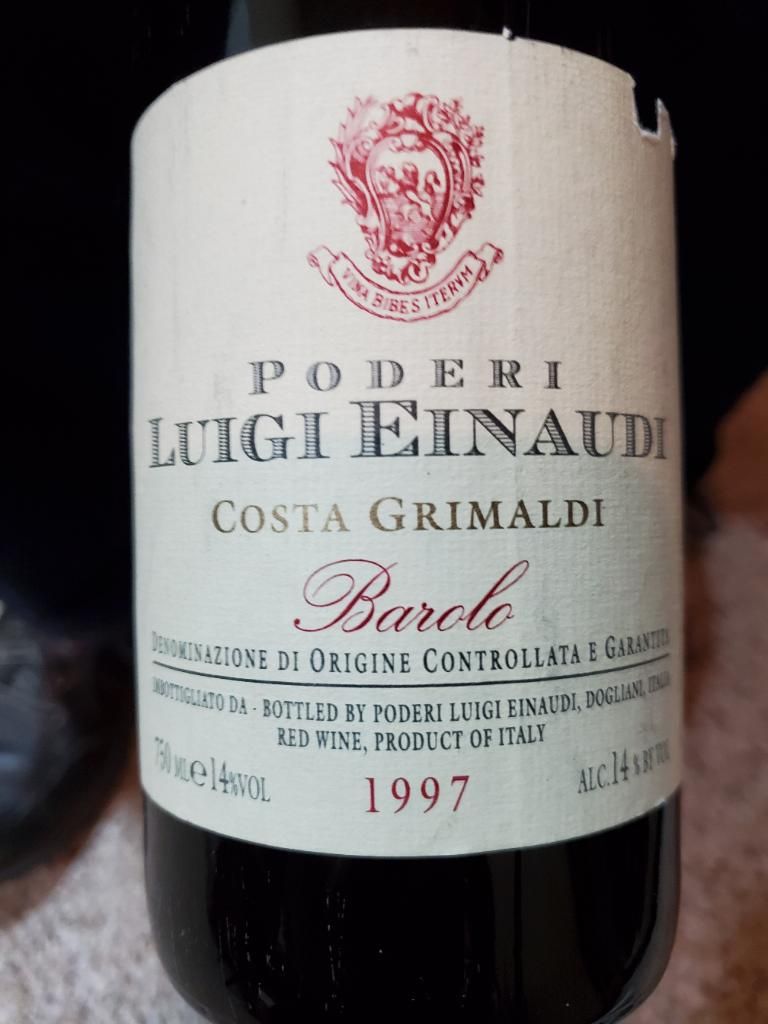 VINA BIBES ITERVM
PODERI
LUIGI EINAUDI
COSTA GRIMALDI
Barolo
DENOMINAZIONE DI ORIGINE CONTROLLATA E GARANTITA
IMBOTTIGLIATO DA - BOTTLED BY PODERI LUIGI EINAUDI, DOGLIANI, ITALIA
RED WINE, PRODUCT OF ITALY
750 ML e 14%VOL
1997
ALC. 14 % BY VOL